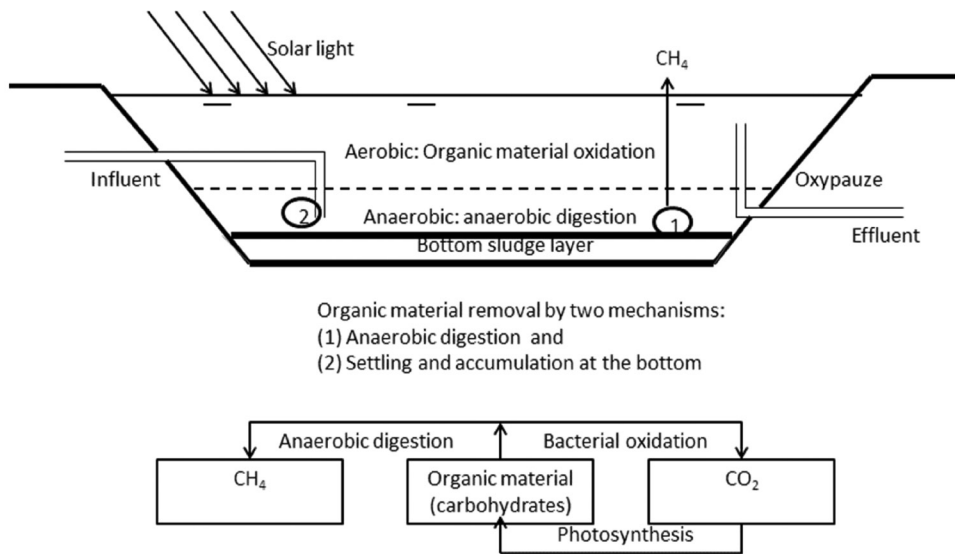 Solar light
CH₄
Aerobic: Organic material oxidation
Influent
Oxypauze
2
Anaerobic: anaerobic digestion
1
Effluent
Bottom sludge layer
Organic material removal by two mechanisms:
(1) Anaerobic digestion and
(2) Settling and accumulation at the bottom
Anaerobic digestion
Bacterial oxidation
CH₄
Organic material
(carbohydrates)
CO₂
Photosynthesis